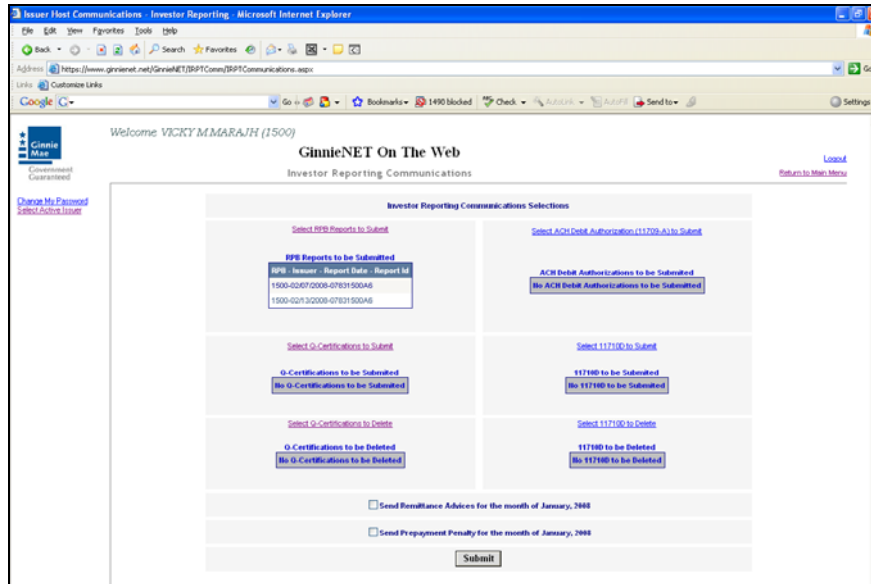 Issuer Host Communications - Investor Reporting - Microsoft Internet Explorer
File Edit View Favorites Tools Help
Back Search Favorites
Address https://www.ginnienet.net/GinnieNET/IRPTComm/IRPTCommunications.aspx Go
Links Customize Links
Google G Go Bookmarks 1490 blocked Check AutoLink AutoFill Send to Settings
Welcome VICKY M MARAJH (1500)
Ginnie Mae
Government Guaranteed
GinnieNET On The Web
Logout
Investor Reporting Communications
Return to Main Menu
Change My Password
Select Active Issuer
Investor Reporting Communications Selections
Select RPB Reports to Submit
Select ACH Debit Authorization (11709-A) to Submit
RPB Reports to be Submitted
RPB - Issuer - Report Date - Report Id
1500-02/07/2008-07831500A6
1500-02/13/2008-07831500A6
ACH Debit Authorizations to be Submitted
No ACH Debit Authorizations to be Submitted
Select Q-Certifications to Submit
Select 11710D to Submit
Q-Certifications to be Submited
No Q-Certifications to be Submited
11710D to be Submited
No 11710D to be Submited
Select Q-Certifications to Delete
Select 11710D to Delete
Q-Certifications to be Deleted
No Q-Certifications to be Deleted
11710D to be Deleted
No 11710D to be Deleted
Send Remittance Advices for the month of January, 2008
Send Prepayment Penalty for the month of January, 2008
Submit